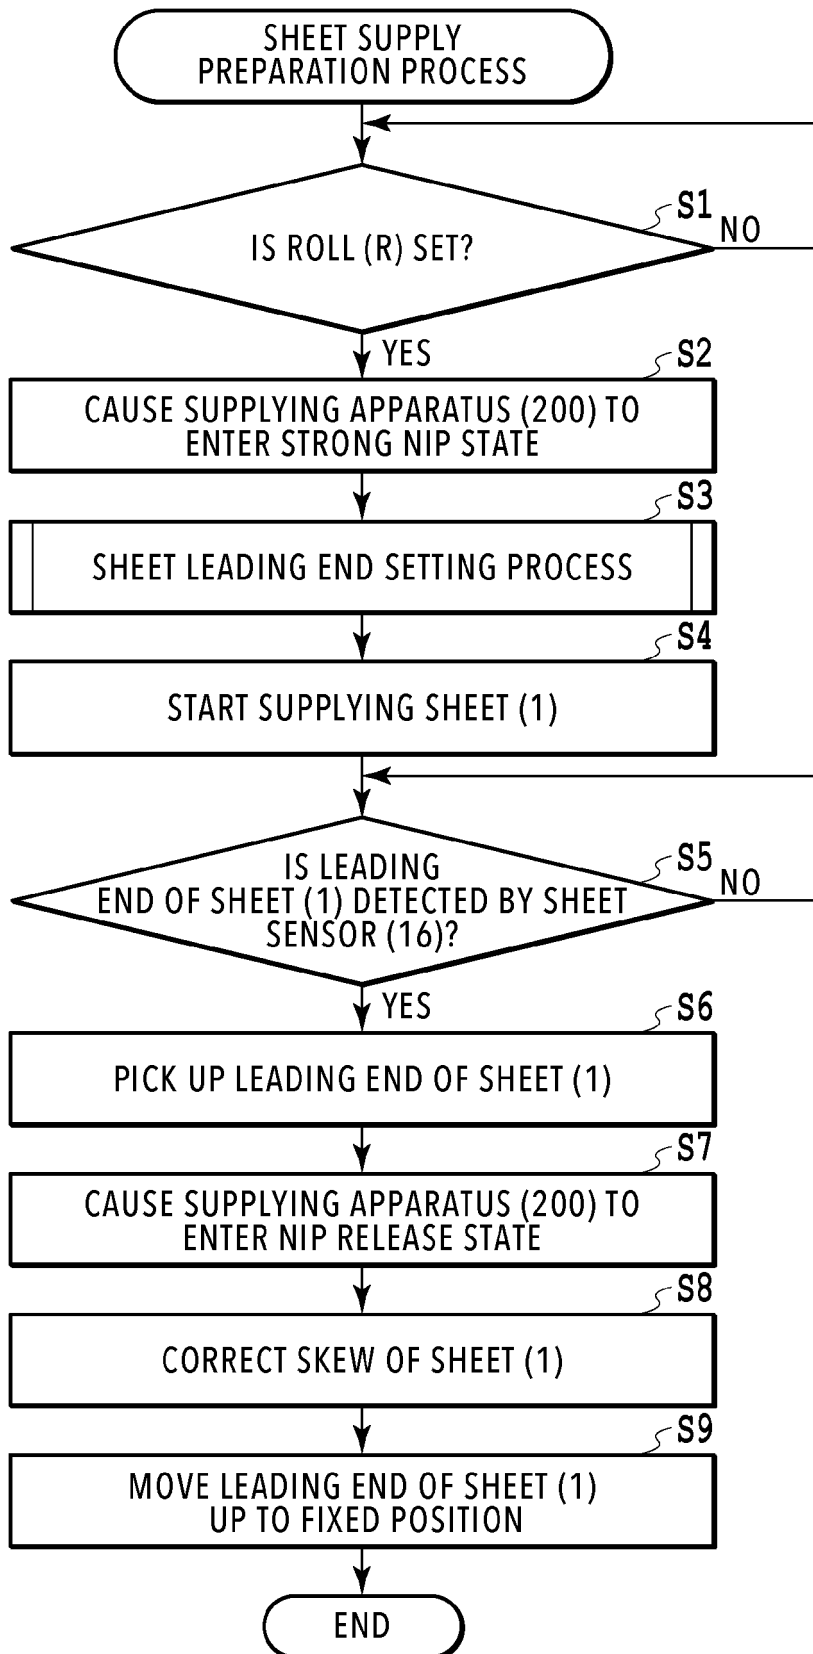 SHEET SUPPLY
PREPARATION PROCESS
S1
IS ROLL (R) SET?
NO
YES
S2
CAUSE SUPPLYING APPARATUS (200) TO
ENTER STRONG NIP STATE
S3
SHEET LEADING END SETTING PROCESS
S4
START SUPPLYING SHEET (1)
S5
IS LEADING
END OF SHEET (1) DETECTED BY SHEET
SENSOR (16)?
NO
YES
S6
PICK UP LEADING END OF SHEET (1)
S7
CAUSE SUPPLYING APPARATUS (200) TO
ENTER NIP RELEASE STATE
S8
CORRECT SKEW OF SHEET (1)
S9
MOVE LEADING END OF SHEET (1)
UP TO FIXED POSITION
END